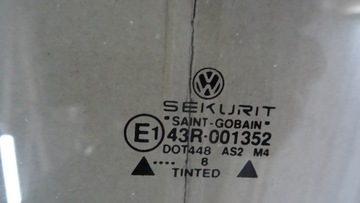 SEKURIT
"SAINT-GOBAIN"
E1 43R-001352
DOT448 AS2 M4
.... 8
TINTED